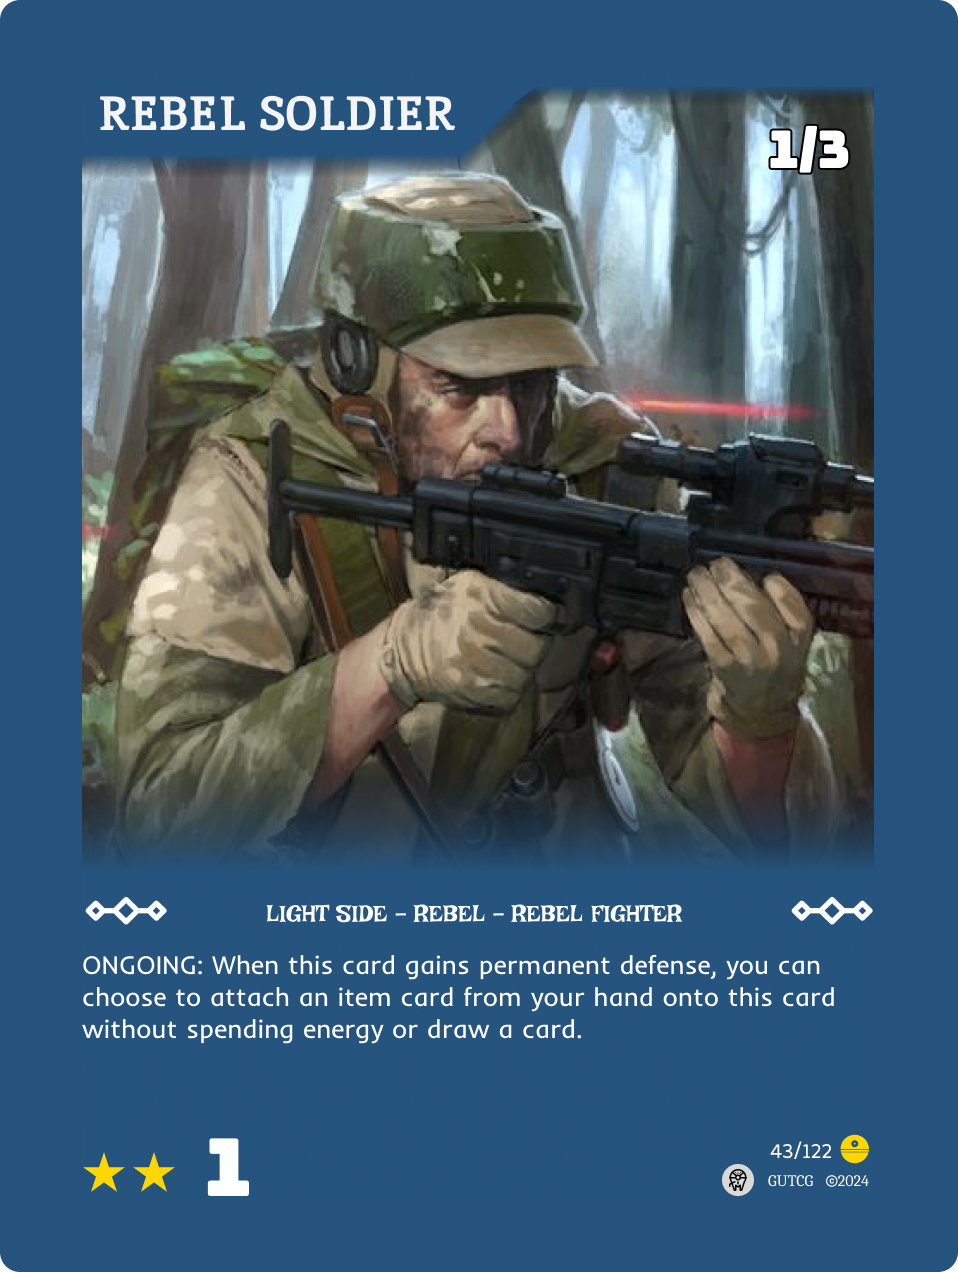 REBEL SOLDIER
1/3
LIGHT SIDE – REBEL – REBEL FIGHTER
ONGOING: When this card gains permanent defense, you can
choose to attach an item card from your hand onto this card
without spending energy or draw a card.
1
43/122
GUTCG ©2024